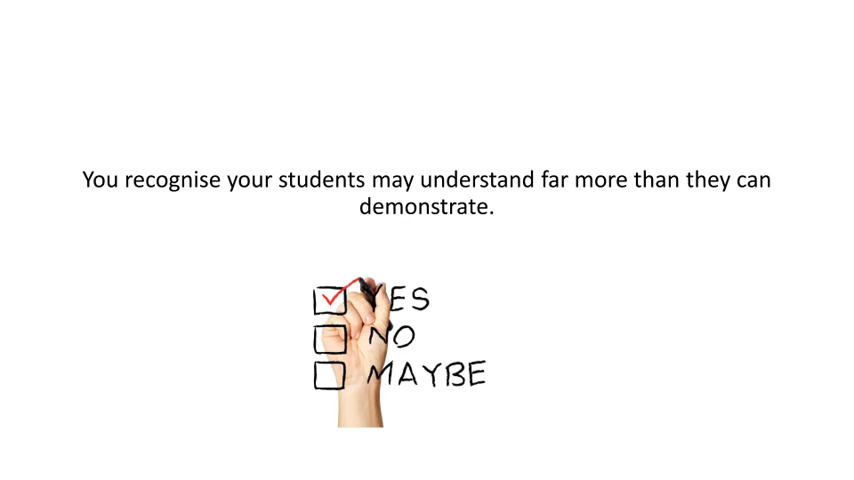 You recognise your students may understand far more than they can
demonstrate.
YES
NO
MAYBE